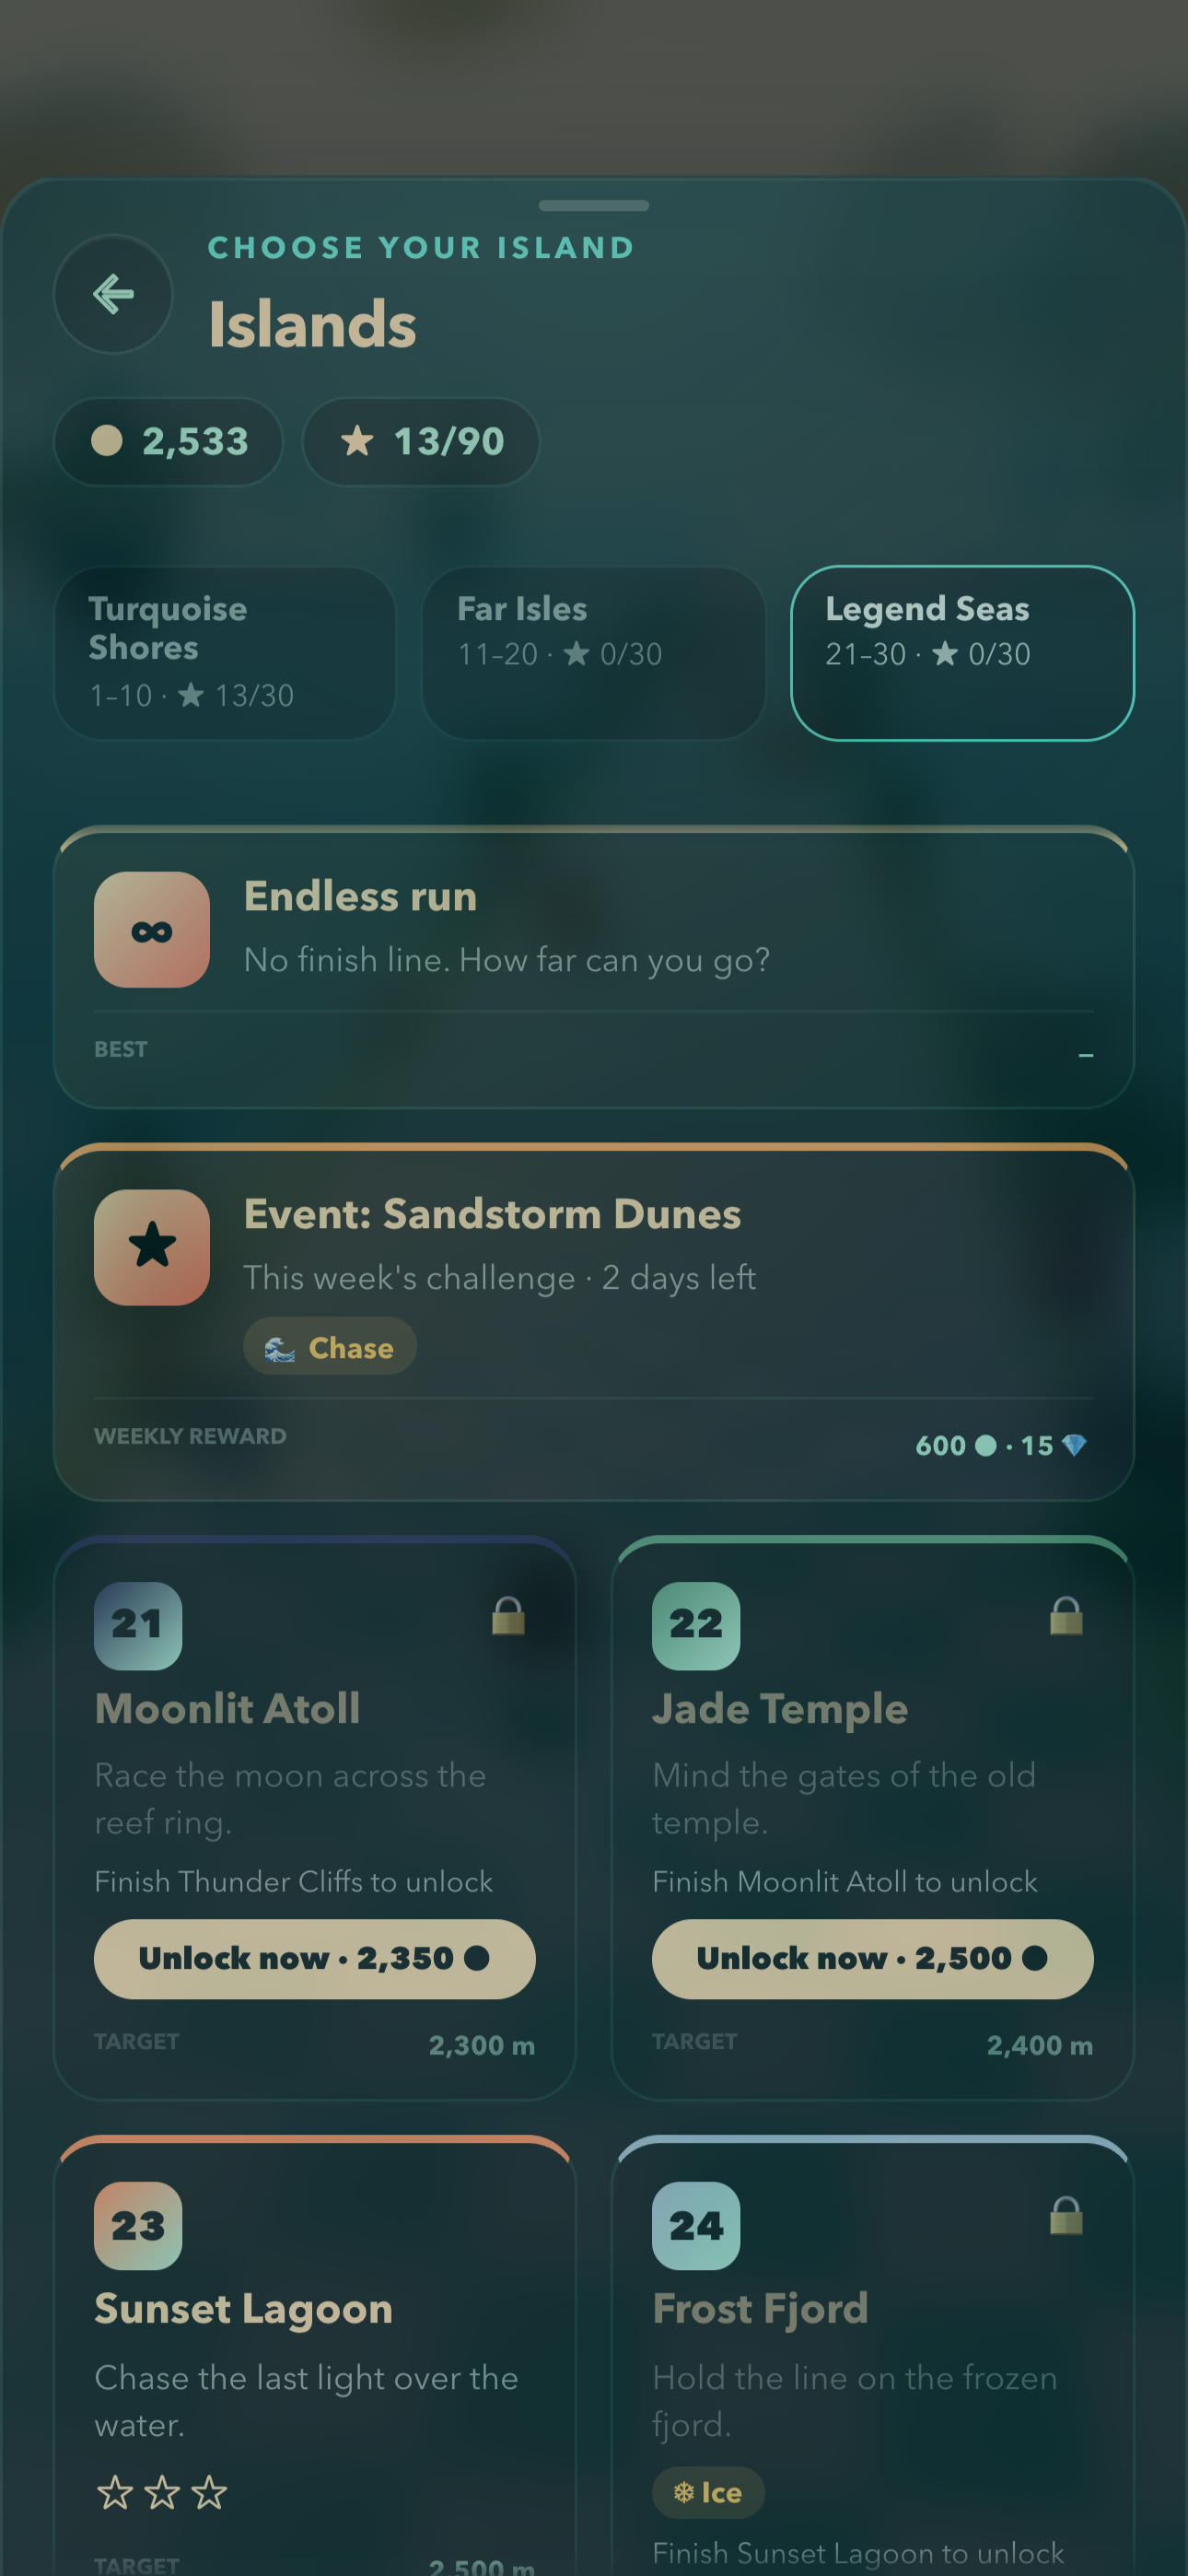 CHOOSE YOUR ISLAND
Islands
2,533
★ 13/90
Turquoise
Shores
1–10 · ★ 13/30
Far Isles
11–20 · ★ 0/30
Legend Seas
21–30 · ★ 0/30
∞
Endless run
No finish line. How far can you go?
BEST
–
Event: Sandstorm Dunes
This week's challenge · 2 days left
🌊 Chase
WEEKLY REWARD
600 ● · 15 💎
21
Moonlit Atoll
Race the moon across the
reef ring.
Finish Thunder Cliffs to unlock
Unlock now · 2,350 ●
TARGET
2,300 m
22
Jade Temple
Mind the gates of the old
temple.
Finish Moonlit Atoll to unlock
Unlock now · 2,500 ●
TARGET
2,400 m
23
Sunset Lagoon
Chase the last light over the
water.
☆☆☆
TARGET
2,500 m
24
Frost Fjord
Hold the line on the frozen
fjord.
❄ Ice
Finish Sunset Lagoon to unlock